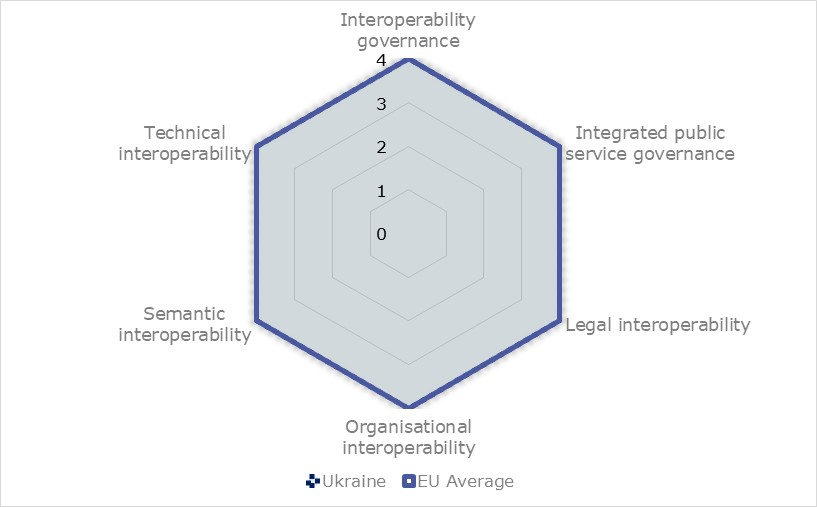 Interoperability
governance
4
3
2
1
0
Technical
interoperability
Integrated public
service governance
Semantic
interoperability
Legal interoperability
Organisational
interoperability
Ukraine EU Average